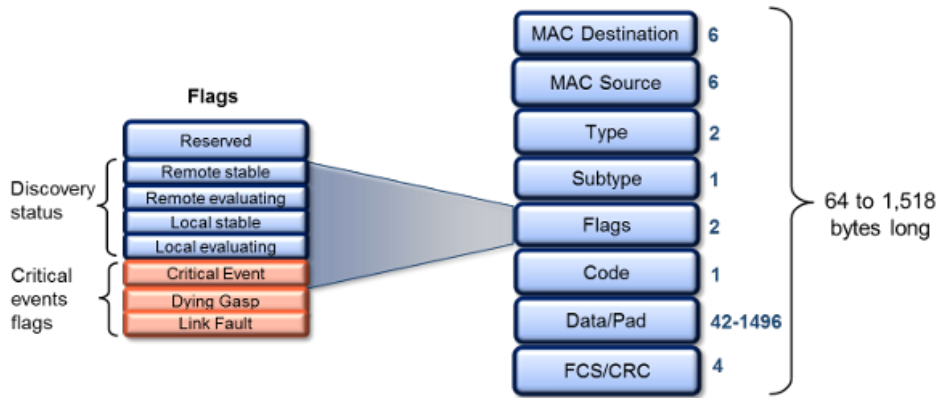 Flags
Reserved
Remote stable
Remote evaluating
Local stable
Local evaluating
Critical Event
Dying Gasp
Link Fault
Discovery
status
Critical
events
flags
MAC Destination 6
MAC Source 6
Type 2
Subtype 1
Flags 2
Code 1
Data/Pad 42-1496
FCS/CRC 4
64 to 1,518
bytes long